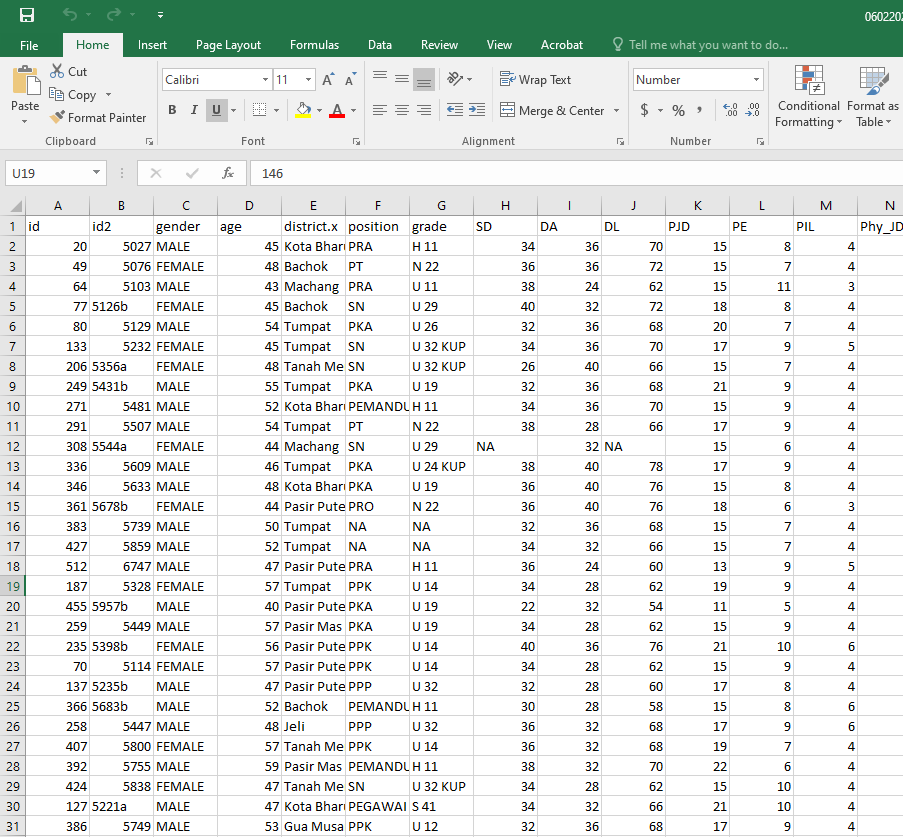 0602202
File Home Insert Page Layout Formulas Data Review View Acrobat Tell me what you want to do...
Cut
Copy
Format Painter
Paste
Clipboard
Calibri 11 A A
B I U A
Font
Wrap Text
Merge & Center
Alignment
Number
$ % , .0 .00 .00 .0
Number
Conditional Formatting
Format as Table
U19 fx 146
A B C D E F G H I J K L M N
1 id id2 gender age district.x position grade SD DA DL PJD PE PIL Phy_JD
2 20 5027 MALE 45 Kota Bhar PRA H 11 34 36 70 15 8 4
3 49 5076 FEMALE 48 Bachok PT N 22 36 36 72 15 7 4
4 64 5103 MALE 43 Machang PRA U 11 38 24 62 15 11 3
5 77 5126b FEMALE 45 Bachok SN U 29 40 32 72 18 8 4
6 80 5129 MALE 54 Tumpat PKA U 26 32 36 68 20 7 4
7 133 5232 FEMALE 45 Tumpat SN U 32 KUP 34 36 70 17 9 5
8 206 5356a FEMALE 48 Tanah Me SN U 32 KUP 26 40 66 15 7 4
9 249 5431b MALE 55 Tumpat PKA U 19 32 36 68 21 9 4
10 271 5481 MALE 52 Kota Bhar PEMANDU H 11 34 36 70 15 9 4
11 291 5507 MALE 54 Tumpat PT N 22 38 28 66 17 9 4
12 308 5544a FEMALE 44 Machang SN U 29 NA 32 NA 15 6 4
13 336 5609 MALE 46 Tumpat PKA U 24 KUP 38 40 78 17 9 4
14 346 5633 MALE 48 Kota Bhar PKA U 19 36 40 76 15 8 4
15 361 5678b FEMALE 44 Pasir Pute PRO N 22 36 40 76 18 6 3
16 383 5739 MALE 50 Tumpat NA NA 32 36 68 15 7 4
17 427 5859 MALE 52 Tumpat NA NA 34 32 66 15 7 4
18 512 6747 MALE 47 Pasir Pute PRA H 11 36 24 60 13 9 5
19 187 5328 FEMALE 57 Tumpat PPK U 14 34 28 62 19 9 4
20 455 5957b MALE 40 Pasir Pute PKA U 19 22 32 54 11 5 4
21 259 5449 MALE 57 Pasir Mas PKA U 19 34 28 62 15 9 4
22 235 5398b FEMALE 56 Pasir Pute PPK U 14 40 36 76 21 10 6
23 70 5114 FEMALE 57 Pasir Pute PPK U 14 34 28 62 15 9 4
24 137 5235b MALE 47 Pasir Pute PPP U 32 32 28 60 17 8 4
25 366 5683b MALE 52 Bachok PEMANDU H 11 30 28 58 15 8 6
26 258 5447 MALE 48 Jeli PPP U 32 36 32 68 17 9 6
27 407 5800 FEMALE 57 Tanah Me PPK U 14 36 32 68 19 7 4
28 392 5755 MALE 59 Pasir Mas PEMANDU H 11 38 32 70 22 6 4
29 424 5838 FEMALE 47 Tanah Me SN U 32 KUP 34 28 62 15 10 4
30 127 5221a MALE 47 Kota Bhar PEGAWAI S 41 34 32 66 21 10 4
31 386 5749 MALE 53 Gua Musa PPK U 12 32 36 68 17 9 4